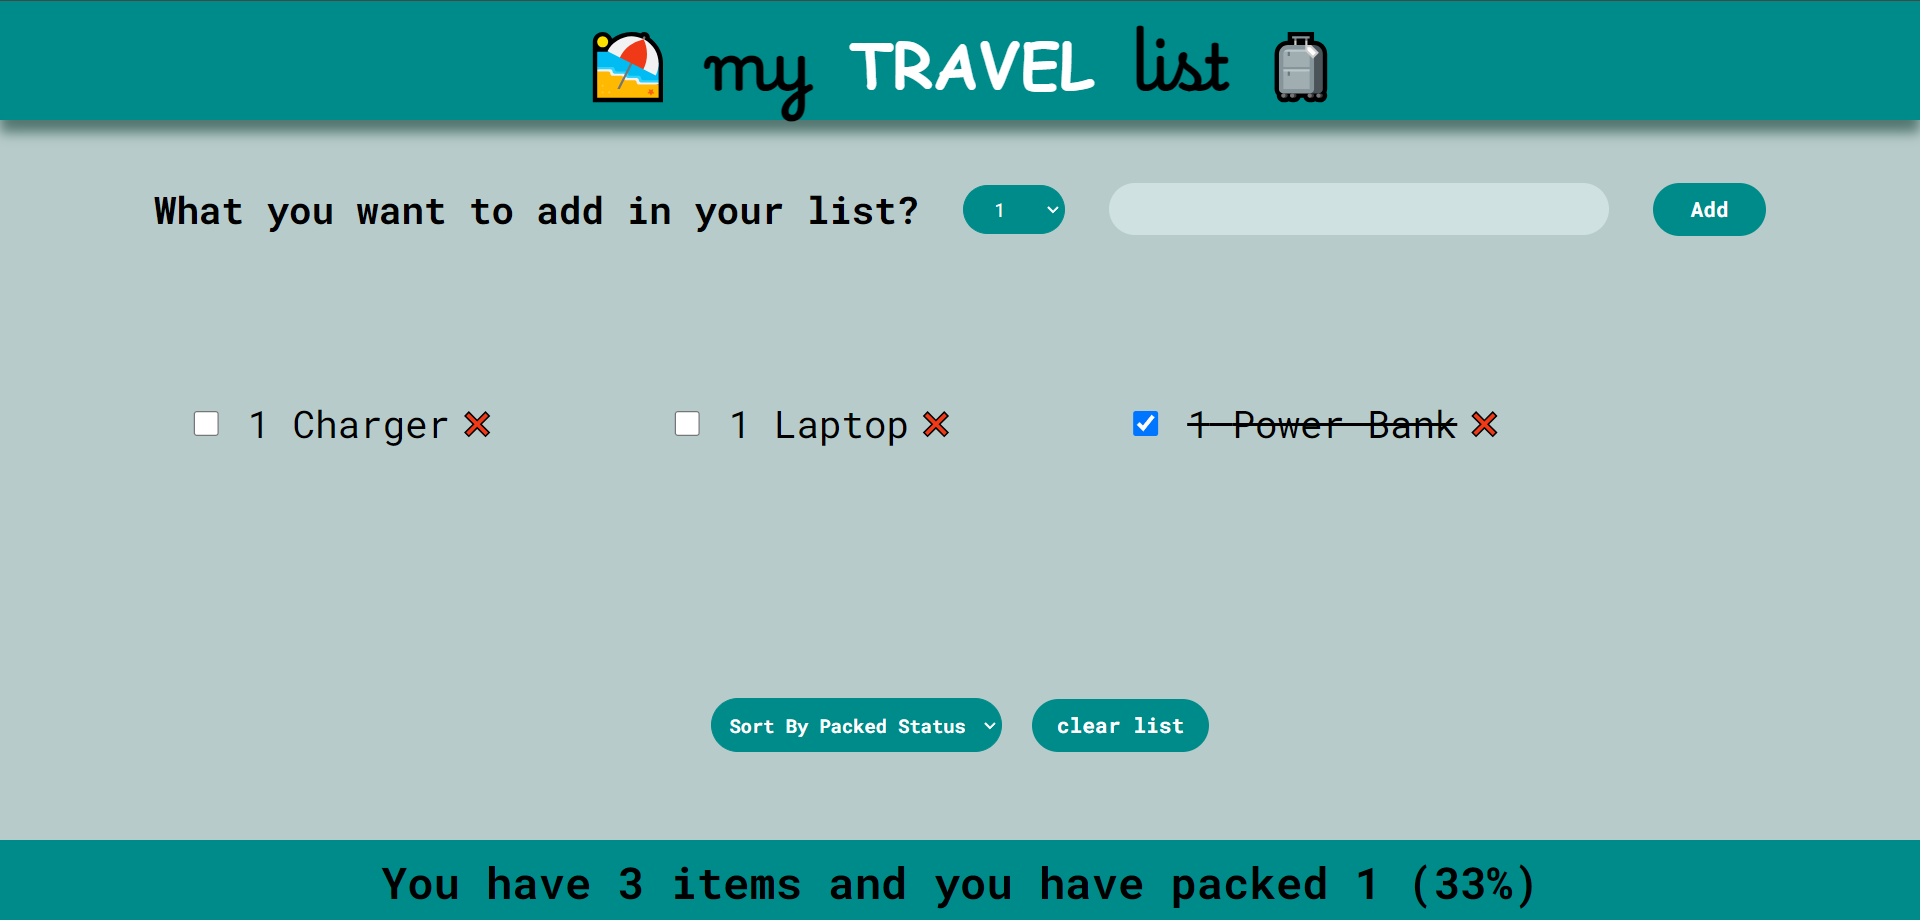 my TRAVEL list
What you want to add in your list? 1 Add
1 Charger 1 Laptop 1 Power Bank
Sort By Packed Status clear list
You have 3 items and you have packed 1 (33%)